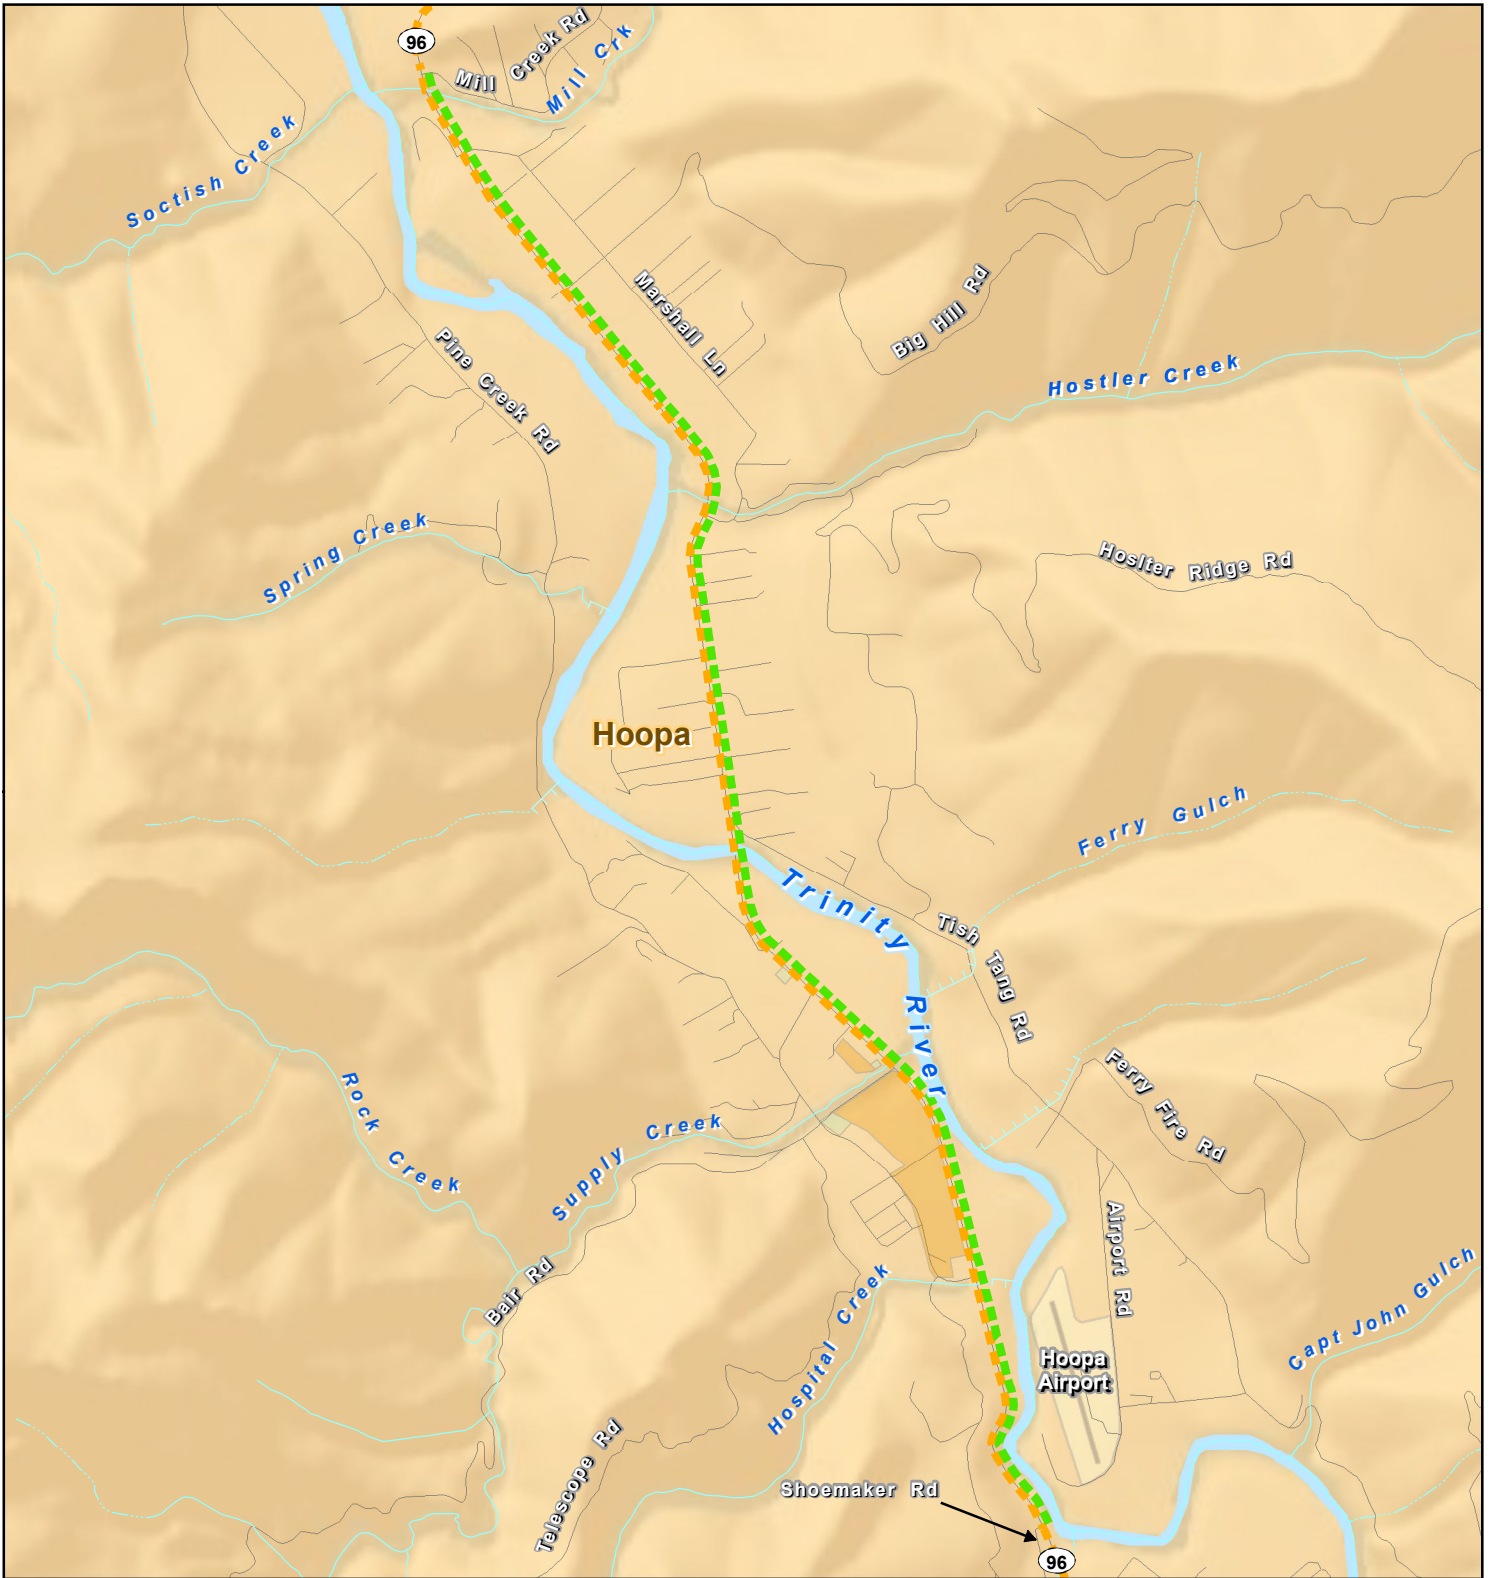 96
Mill Creek Rd
Mill Crk
Soctish Creek
Marshall Ln
Big Hill Rd
Pine Creek Rd
Hostler Creek
Spring Creek
Hoslter Ridge Rd
Hoopa
Ferry Gulch
Trinity River
Tish Tang Rd
Ferry Fire Rd
Rock Creek
Supply Creek
Airport Rd
Bair Rd
Hospital Creek
Capt John Gulch
Hoopa
Airport
Telescope Rd
Shoemaker Rd
96